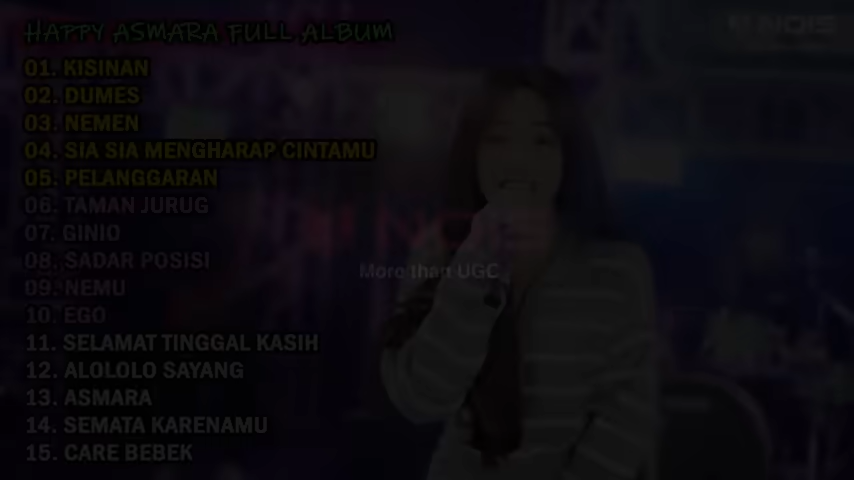 HAPPY ASMARA FULL ALBUM
01. KISINAN
02. DUMES
03. NEMEN
04. SIA SIA MENGHARAP CINTAMU
05. PELANGGARAN
06. TAMAN JURUG
07. GINIO
08. SADAR POSISI
09. NEMU
10. EGO
11. SELAMAT TINGGAL KASIH
12. ALOLOLO SAYANG
13. ASMARA
14. SEMATA KARENAMU
15. CARE BEBEK
NOIS
NOIS
More than UGC